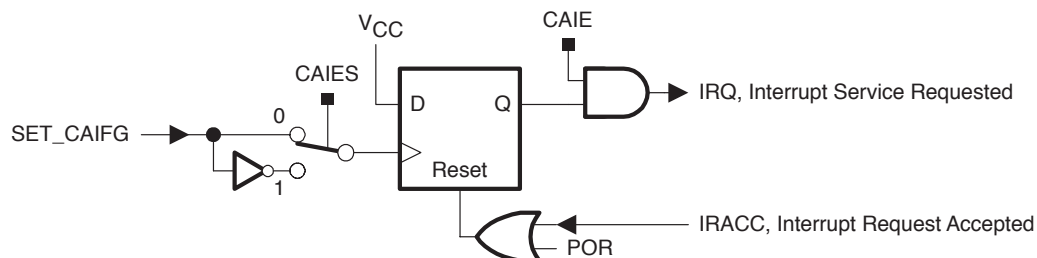 VCC
CAIE
CAIES
D
Q
IRQ, Interrupt Service Requested
0
SET_CAIFG
1
Reset
IRACC, Interrupt Request Accepted
POR